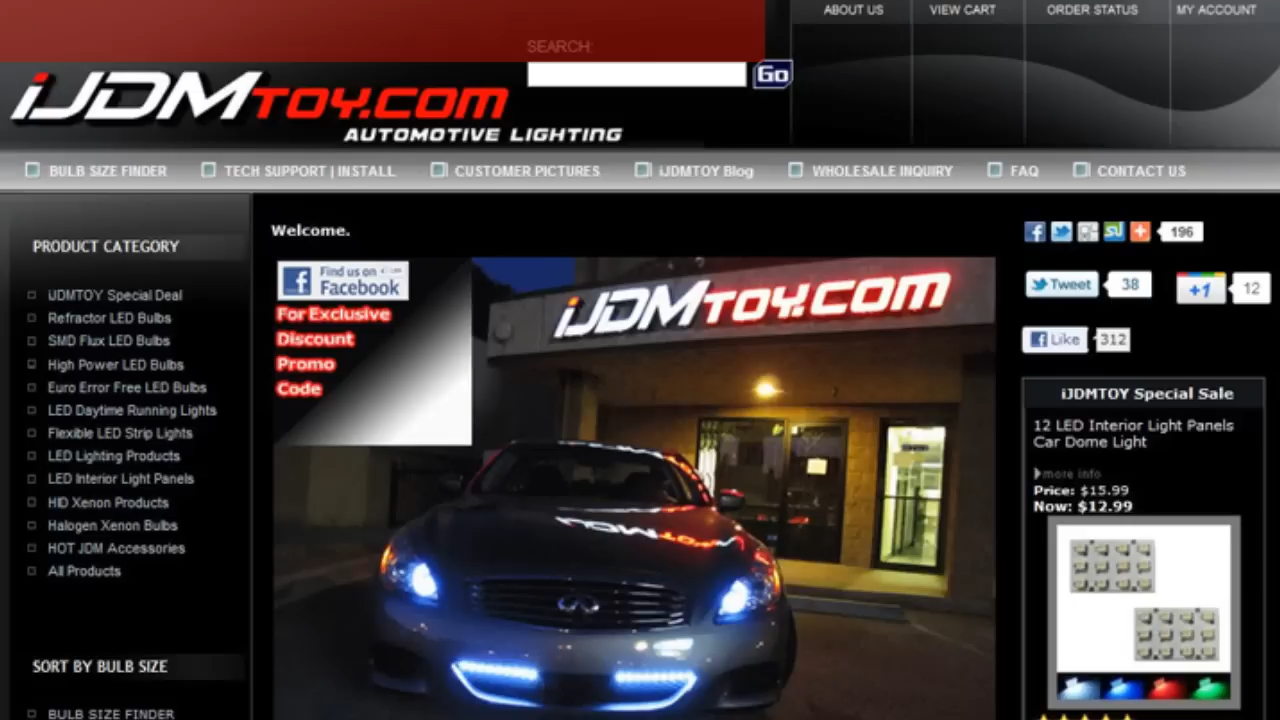 ABOUT US
VIEW CART
ORDER STATUS
MY ACCOUNT
SEARCH:
Go
iJDMTOY.COM
AUTOMOTIVE LIGHTING
BULB SIZE FINDER
TECH SUPPORT | INSTALL
CUSTOMER PICTURES
iJDMTOY Blog
WHOLESALE INQUIRY
FAQ
CONTACT US
PRODUCT CATEGORY
iJDMTOY Special Deal
Refractor LED Bulbs
SMD Flux LED Bulbs
High Power LED Bulbs
Euro Error Free LED Bulbs
LED Daytime Running Lights
Flexible LED Strip Lights
LED Lighting Products
LED Interior Light Panels
HID Xenon Products
Halogen Xenon Bulbs
HOT JDM Accessories
All Products
SORT BY BULB SIZE
BULB SIZE FINDER
Welcome.
Find us on
Facebook
For Exclusive
Discount
Promo
Code
iJDMTOY.COM
196
Tweet
38
+1
12
Like
312
iJDMTOY Special Sale
12 LED Interior Light Panels
Car Dome Light
more info
Price: $15.99
Now: $12.99